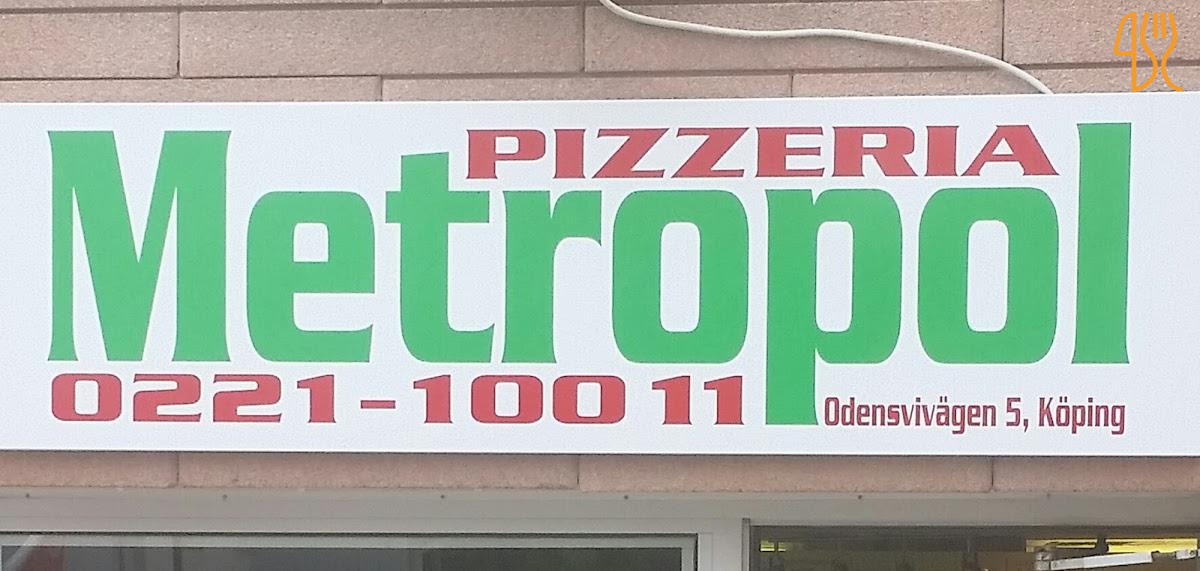 PIZZERIA
Metropol
0221-100 11
Odensvivägen 5, Köping